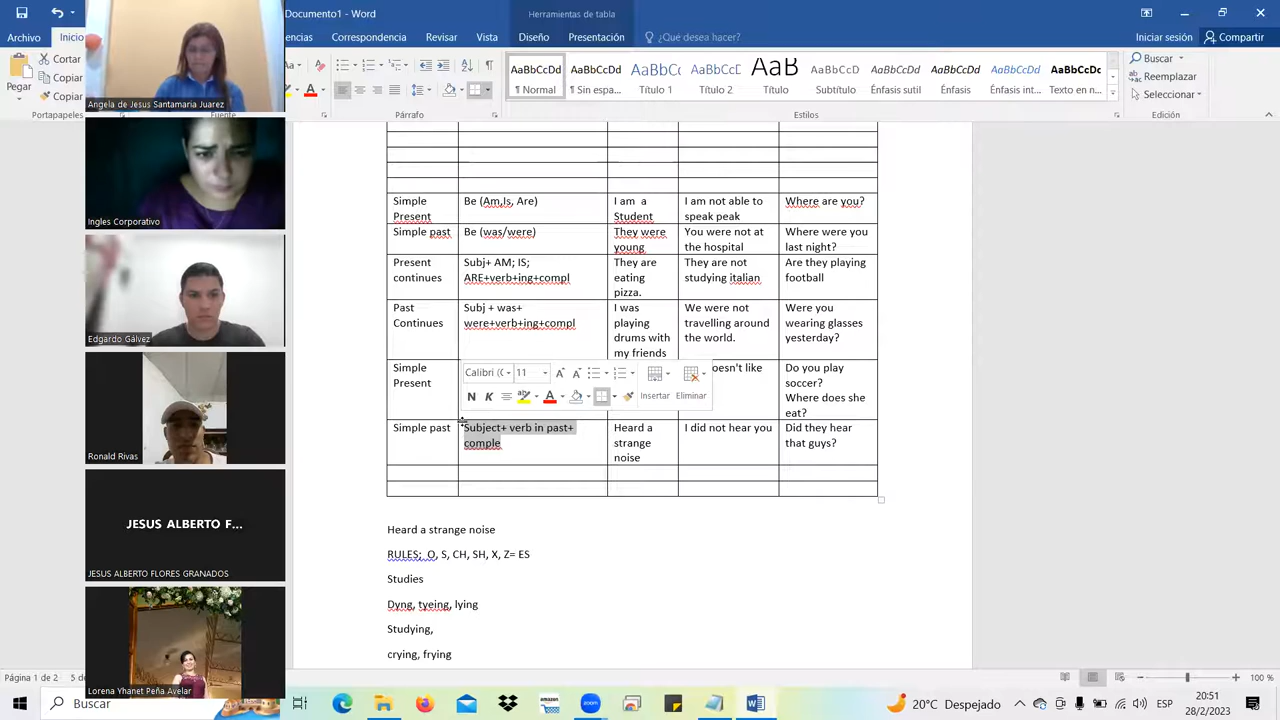 Document1 - Word
Herramientas de tabla
Iniciar sesión
Correspondencia
Revisar
Vista
Diseño
Presentación
¿Qué desea hacer?
Compartir
Pegar
Portapapeles
Fuente
Párrafo
AaBbCcDd
¶ Normal
AaBbCcDd
¶ Sin espa...
AaBbC
Título 1
Título 2
AaB
Título
Subtítulo
AaBbCcDd
Énfasis sutil
AaBbCcDd
Énfasis
AaBbCcDd
Énfasis int...
AaBbCcDc
Texto en n...
Estilos
Buscar
Reemplazar
Seleccionar
Edición
Angela de Jesus Santamaria Juarez
Ingles Corporativo
Edgardo Gálvez
Ronald Rivas
JESUS ALBERTO F...
JESUS ALBERTO FLORES GRANADOS
Lorena Yhanet Peña Avelar
Simple Present
Be (Am,Is, Are)
I am a
Student
I am not able to
speak peak
Where are you?
Simple past
Be (was/were)
They were
young
You were not at
the hospital
Where were you
last night?
Present
continues
Subj+ AM; IS;
ARE+verb+ing+compl
They are
eating
pizza.
They are not
studying italian
Are they playing
football
Past
Continues
Subj + was+
were+verb+ing+compl
I was
playing
drums with
my friends
We were not
travelling around
the world.
Were you
wearing glasses
yesterday?
Simple
Present
oesn't like
Do you play
soccer?
Where does she
eat?
Calibri (C
11
N K
Insertar
Eliminar
Simple past
Subject+ verb in past+
comple
Heard a
strange
noise
I did not hear you
Did they hear
that guys?
Heard a strange noise
RULES; O, S, CH, SH, X, Z= ES
Studies
Dyng, tyeing, lying
Studying,
crying, frying
Página 1 de 2
100 %
Buscar
20°C Despejado
ESP
20:51
28/2/2023